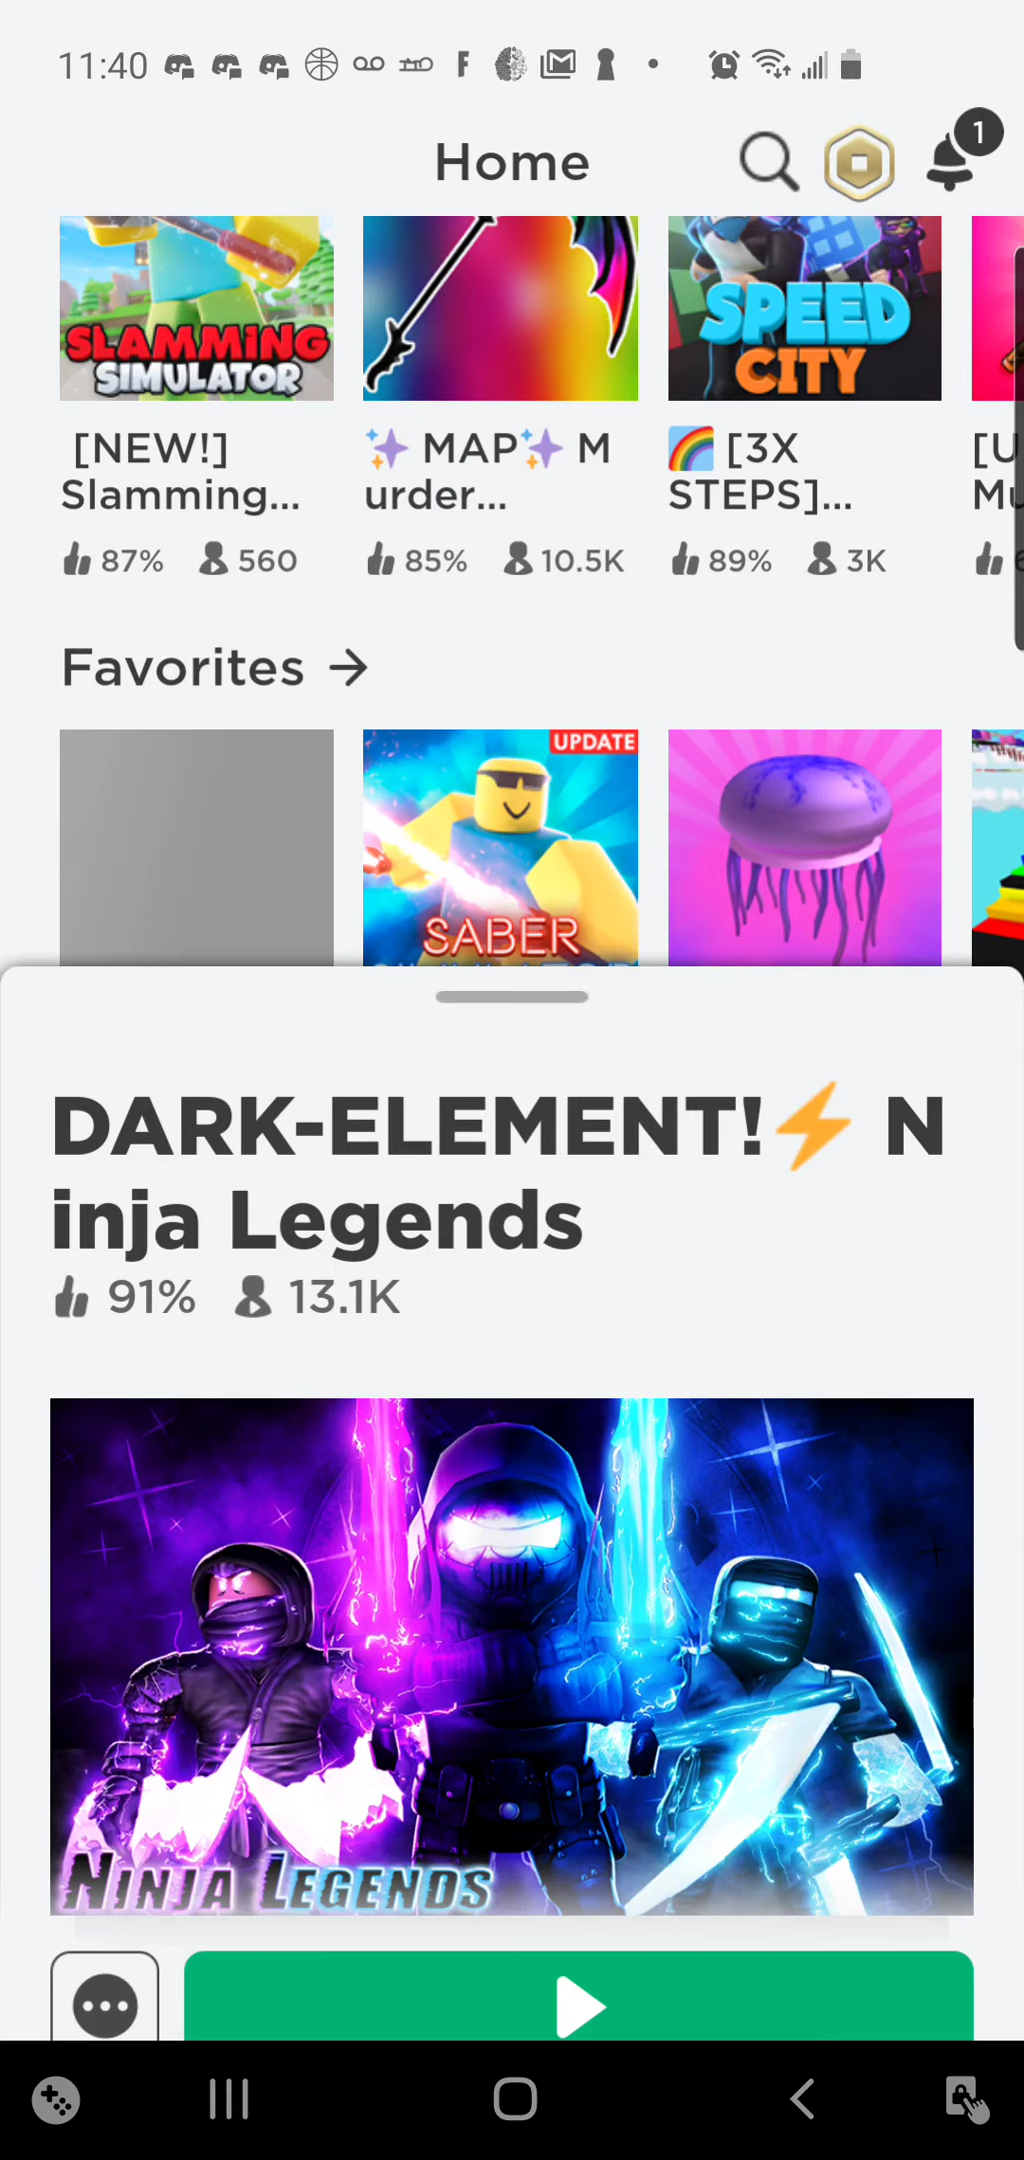 11:40
Home
1
SLAMMING
SIMULATOR
SPEED
CITY
[NEW!]
Slamming...
MAP M
urder...
[3X
STEPS]...
[U
Mu
87% 560
85% 10.5K
89% 3K
Favorites →
UPDATE
SABER
DARK-ELEMENT!⚡ N
inja Legends
91% 13.1K
NINJA LEGENDS